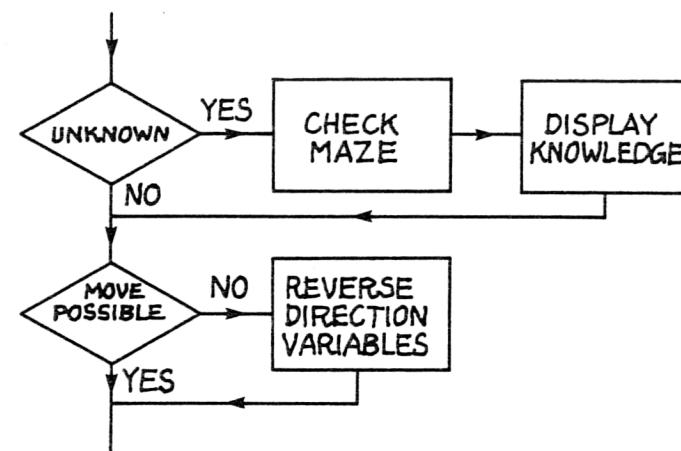 UNKNOWN
YES
CHECK
MAZE
DISPLAY
KNOWLEDGE
NO
MOVE
POSSIBLE
NO
REVERSE
DIRECTION
VARIABLES
YES